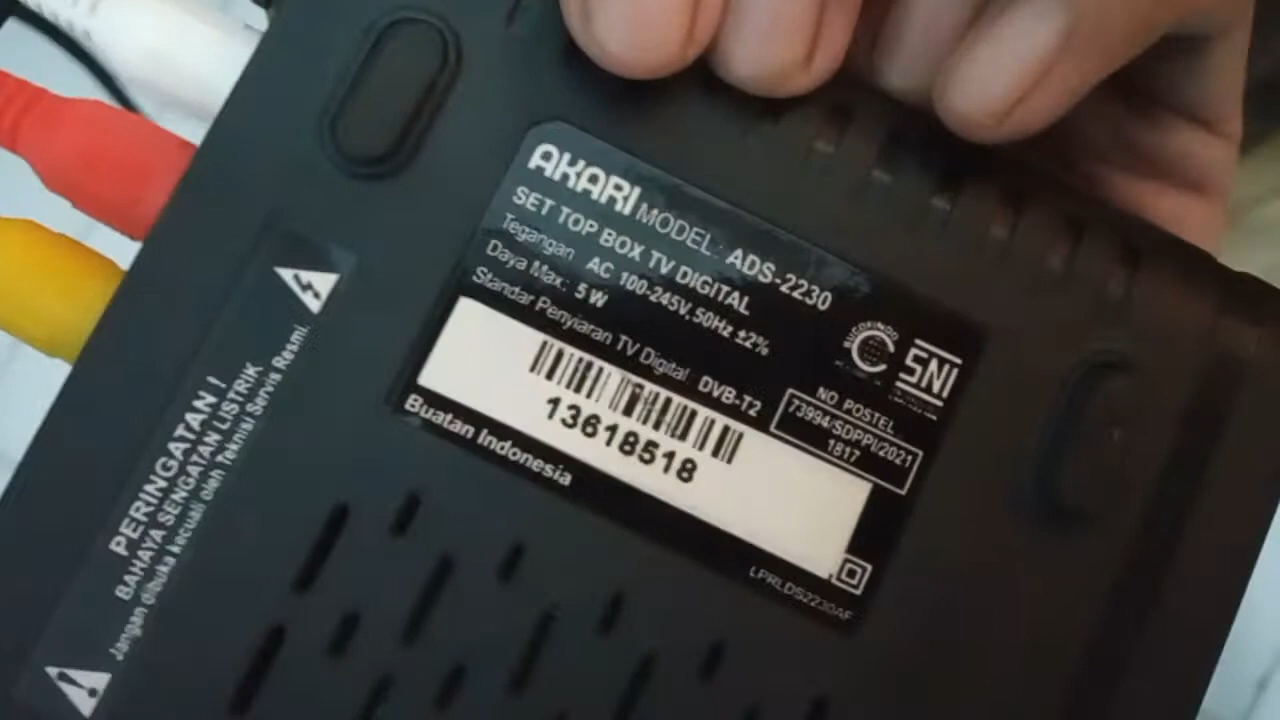 AKARI MODEL: ADS-2230
SET TOP BOX TV DIGITAL
Tegangan AC 100-245V, 50Hz ±2%
Daya Max: 5 W
Standar Penyiaran TV Digital DVB-T2
SNI
NO POSTEL
73994/SDPPI/2021
1817
13618518
Buatan Indonesia
LPRLDS2230AF
PERINGATAN !
BAHAYA SENGATAN LISTRIK
Jangan dibuka kecuali oleh Teknisi Servis Resmi.